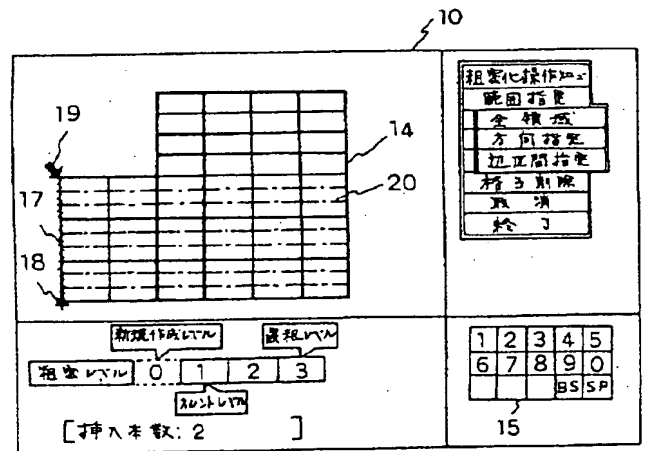 10
19
17
18
14
20
粗密化操作メニュー
範囲指定
全領域
方向指定
辺区間指定
格子削除
取消
終了
新規作成レベル
最粗レベル
粗密レベル 0 1 2 3
カレントレベル
[挿入本数: 2 ]
1 2 3 4 5
6 7 8 9 0
BS SP
15